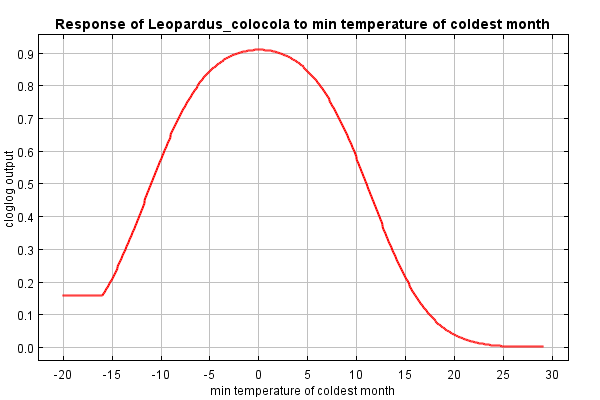 Response of Leopardus_colocola to min temperature of coldest month
cloglog output
0.9
0.8
0.7
0.6
0.5
0.4
0.3
0.2
0.1
0.0
-20 -15 -10 -5 0 5 10 15 20 25 30
min temperature of coldest month